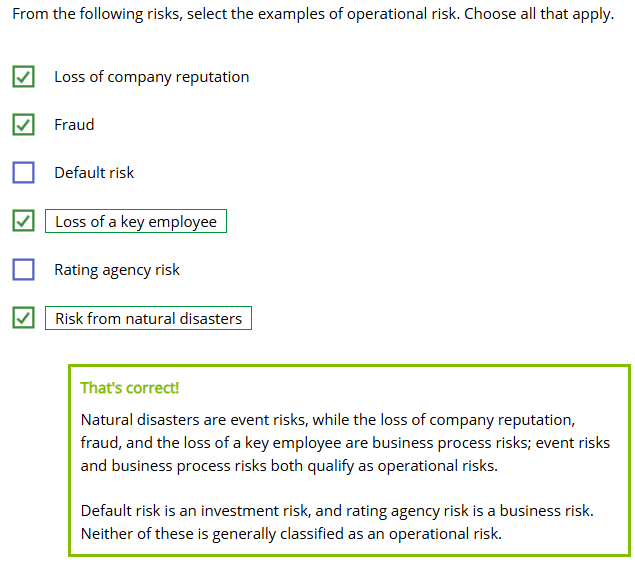 From the following risks, select the examples of operational risk. Choose all that apply.
Loss of company reputation
Fraud
Default risk
Loss of a key employee
Rating agency risk
Risk from natural disasters
That's correct!
Natural disasters are event risks, while the loss of company reputation,
fraud, and the loss of a key employee are business process risks; event risks
and business process risks both qualify as operational risks.
Default risk is an investment risk, and rating agency risk is a business risk.
Neither of these is generally classified as an operational risk.